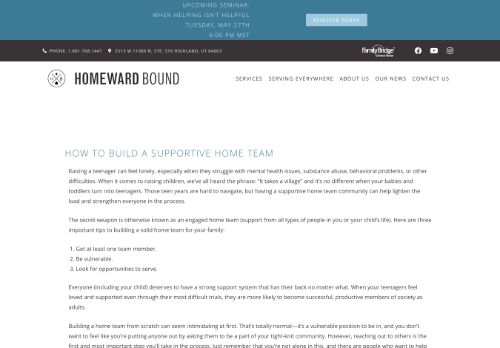 UPCOMING SEMINAR:
WHEN HELPING ISN'T HELPFUL
TUESDAY, MAY 27TH
6:00 PM MST
REGISTER TODAY
PHONE: 1.801.768.1441
5513 W 11000 N, STE. 316 HIGHLAND, UT 84003
FamilyBridge
HOMEWARD BOUND
SERVICES
SERVING EVERYWHERE
ABOUT US
OUR NEWS
CONTACT US
HOW TO BUILD A SUPPORTIVE HOME TEAM
Raising a teenager can feel lonely, especially when they struggle with mental health issues, substance abuse, behavioral problems, or other
difficulties. When it comes to raising children, we've all heard the phrase: "It takes a village" and it's no different when your babies and
toddlers turn into teenagers. Those teen years are hard to navigate, but having a supportive home team community can help lighten the
load and strengthen everyone in the process.
The secret weapon is otherwise known as an engaged home team (support from all types of people in you or your child's life). Here are three
important tips to building a solid home team for your family:
1. Get at least one team member.
2. Be vulnerable.
3. Look for opportunities to serve.
Everyone (including your child) deserves to have a strong support system that has their back no matter what. When your teenagers feel
loved and supported even through their most difficult trials, they are more likely to become successful, productive members of society as
adults.
Building a home team from scratch can seem intimidating at first. That's totally normal—it's a vulnerable position to be in, and you don't
want to feel like you're putting anyone out by asking them to be a part of your tight-knit community. However, reaching out to others is the
first and most important step you'll take in the process. Just remember that you're not alone in this, and there are people who want to help